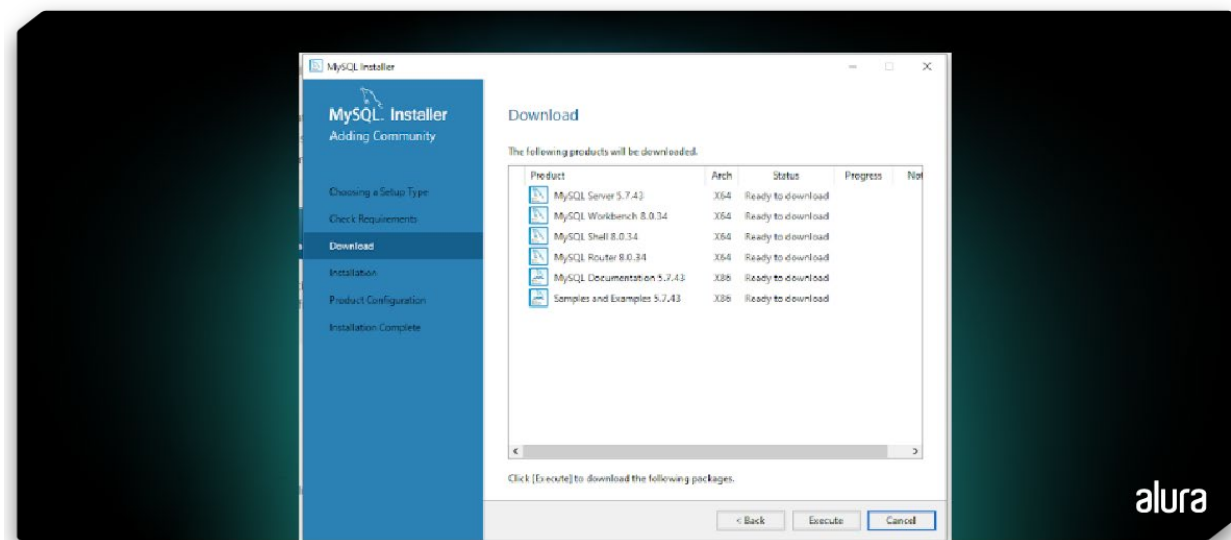 MySQL Installer
MySQL. Installer
Adding Community
Choosing a Setup Type
Check Requirements
Download
Installation
Product Configuration
Installation Complete
Download
The following products will be downloaded.
Product Arch Status Progress Not
MySQL Server 5.7.43 X64 Ready to download
MySQL Workbench 8.0.34 X64 Ready to download
MySQL Shell 8.0.34 X64 Ready to download
MySQL Router 8.0.34 X64 Ready to download
MySQL Documentation 5.7.43 X86 Ready to download
Samples and Examples 5.7.43 X86 Ready to download
Click [Execute] to download the following packages.
< Back Execute Cancel
alura